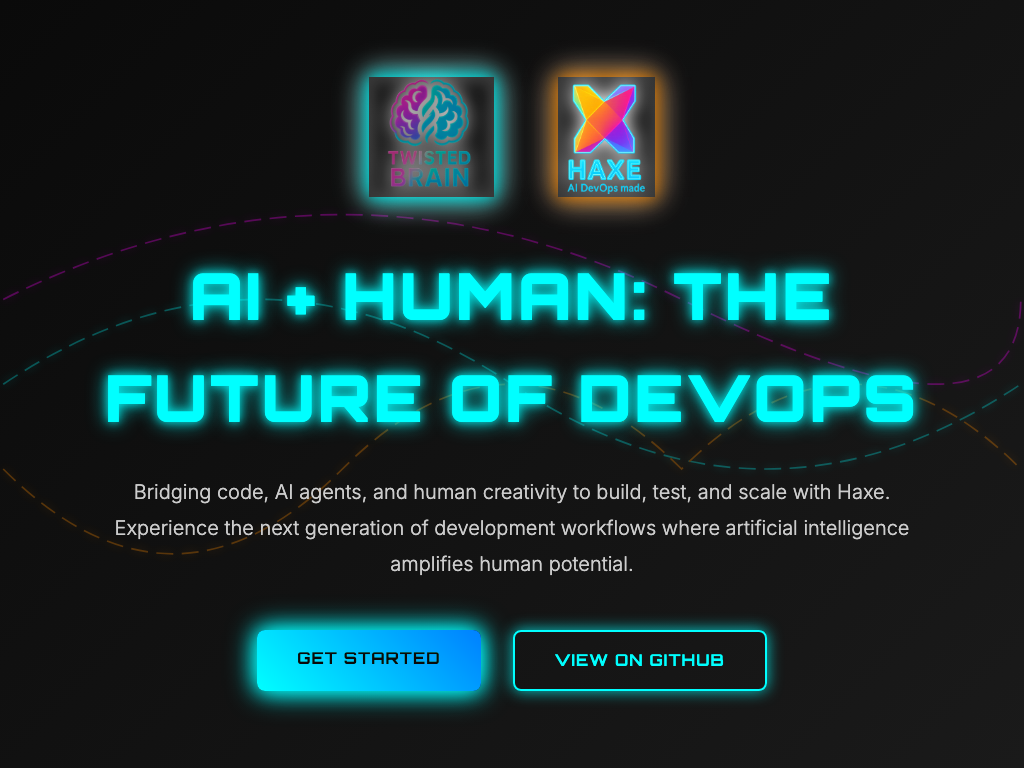 TWISTED
BRAIN
HAXE
AI DevOps made
AI + HUMAN: THE
FUTURE OF DEVOPS
Bridging code, AI agents, and human creativity to build, test, and scale with Haxe.
Experience the next generation of development workflows where artificial intelligence
amplifies human potential.
GET STARTED
VIEW ON GITHUB